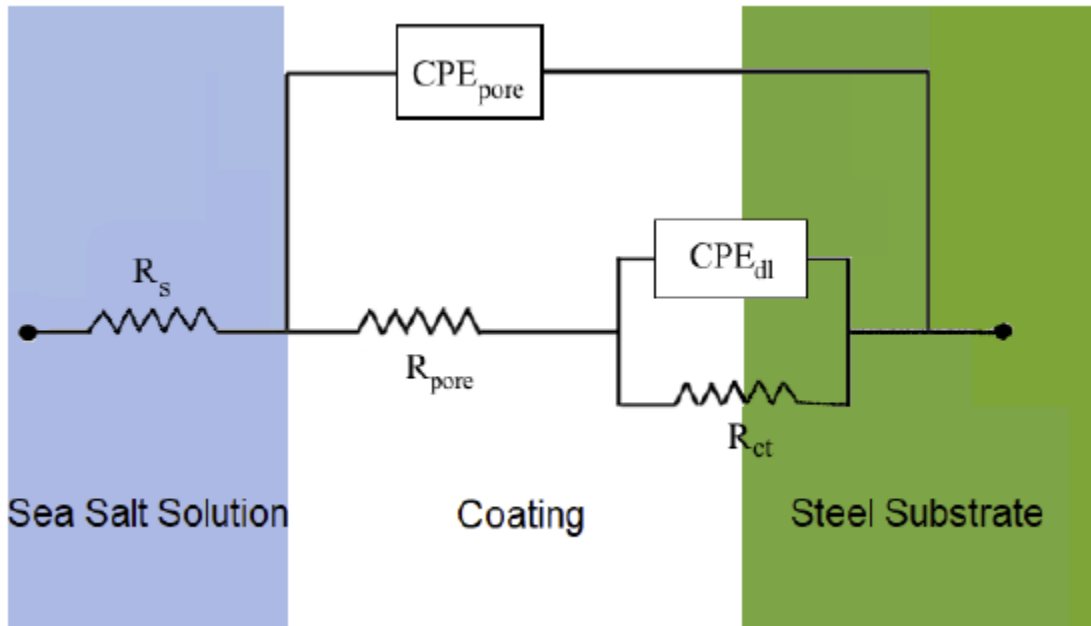 CPEpore
CPEdl
Rs
Rpore
Rct
Sea Salt Solution
Coating
Steel Substrate